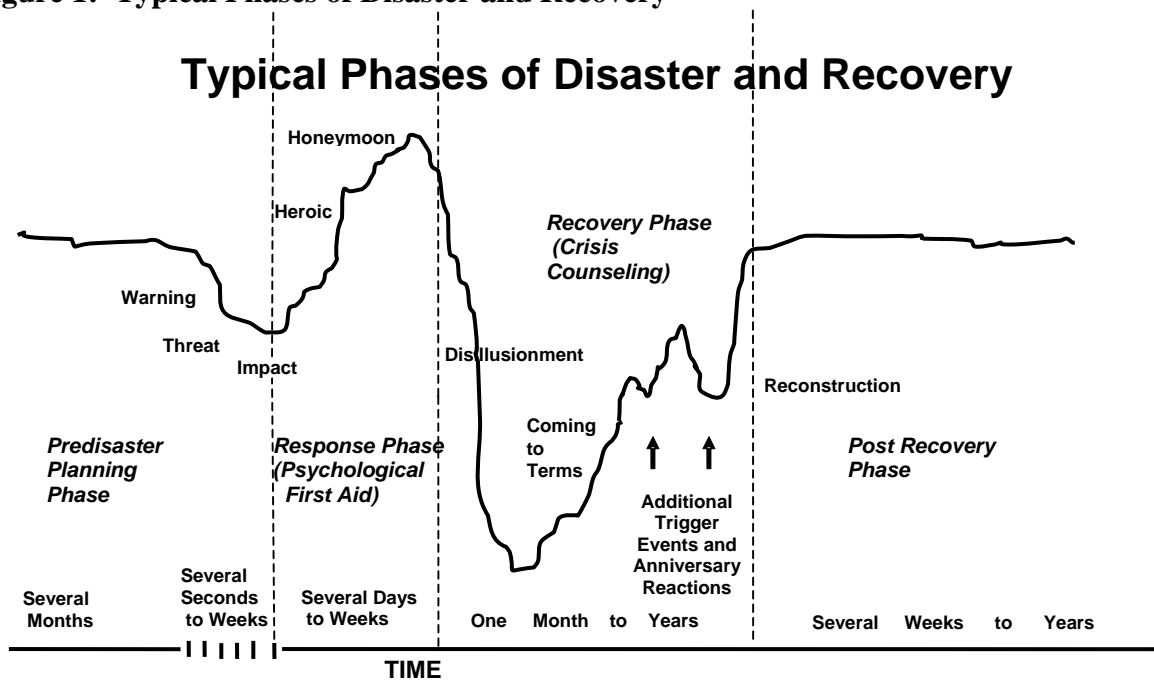 gure 1. Typical Phases of Disaster and Recovery
Typical Phases of Disaster and Recovery
Honeymoon
Heroic
Recovery Phase
(Crisis
Counseling)
Warning
Threat
Impact
Disillusionment
Reconstruction
Coming
to
Terms
Predisaster
Planning
Phase
Response Phase
(Psychological
First Aid)
Post Recovery
Phase
Additional
Trigger
Events and
Anniversary
Reactions
Several
Months
Several
Seconds
to Weeks
Several Days
to Weeks
One Month to Years
Several Weeks to Years
TIME